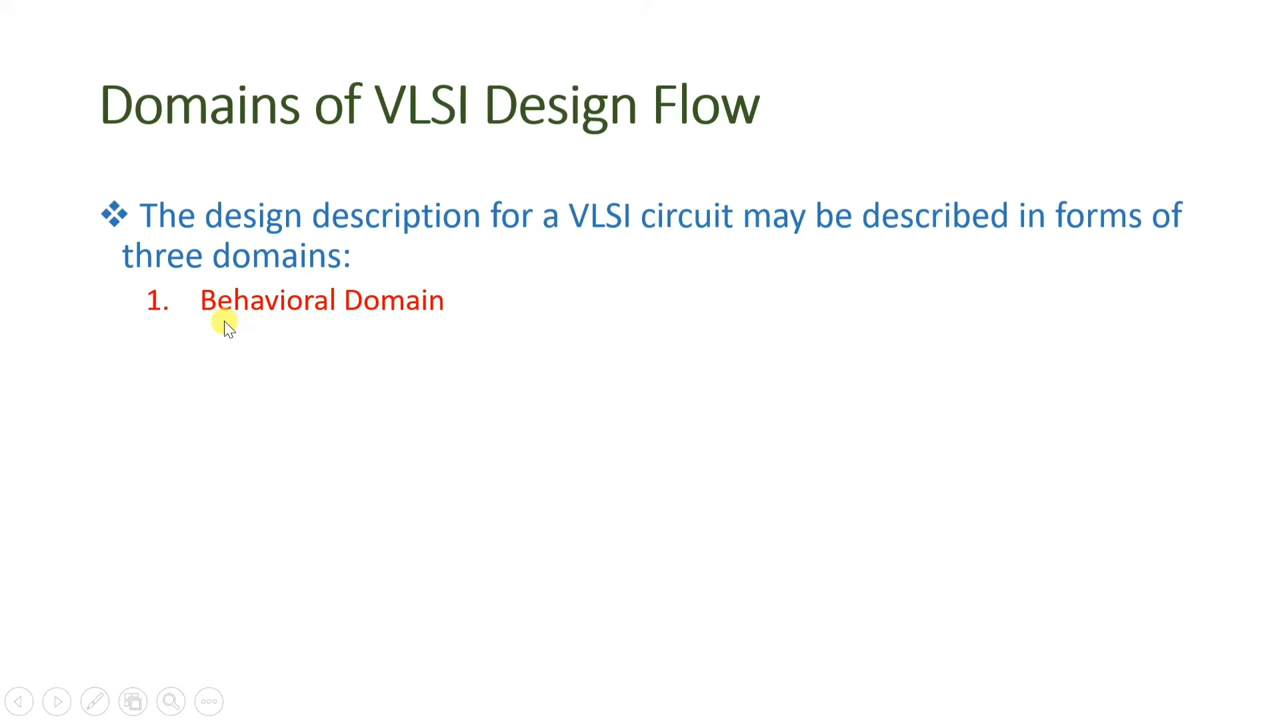 Domains of VLSI Design Flow
The design description for a VLSI circuit may be described in forms of
three domains:
1. Behavioral Domain